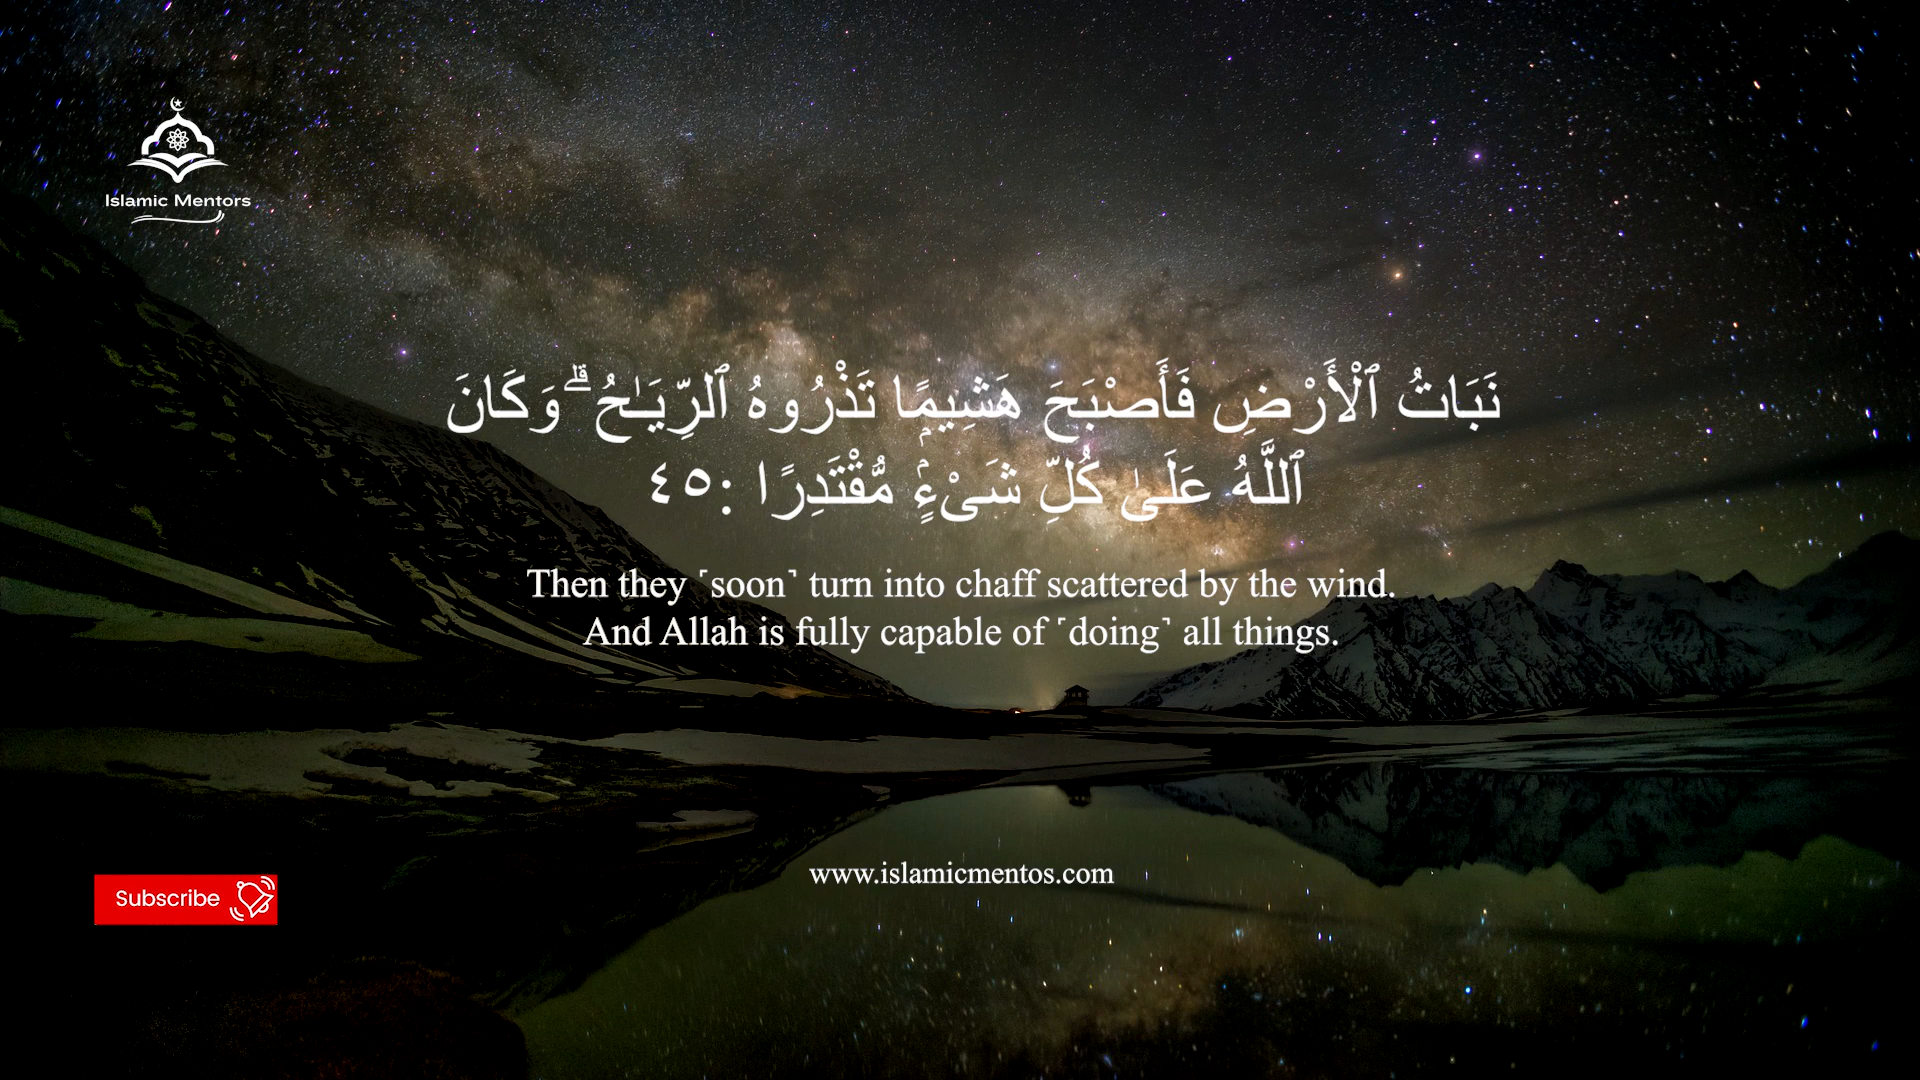 Islamic Mentors
نَبَاتُ ٱلْأَرْضِ فَأَصْبَحَ هَشِيمًۭا تَذْرُوهُ ٱلرِّيَـٰحُ ۗ وَكَانَ
ٱللَّهُ عَلَىٰ كُلِّ شَىْءٍۢ مُّقْتَدِرًا :٤٥
Then they ˹soon˺ turn into chaff scattered by the wind.
And Allah is fully capable of ˹doing˺ all things.
www.islamicmentos.com
Subscribe